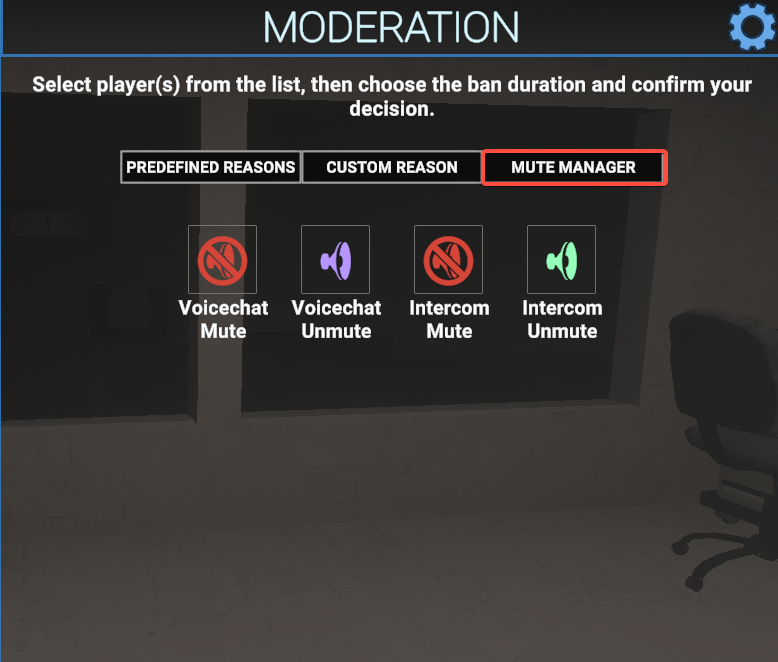 MODERATION
Select player(s) from the list, then choose the ban duration and confirm your
decision.
PREDEFINED REASONS CUSTOM REASON MUTE MANAGER
Voicechat Voicechat Intercom Intercom
Mute Unmute Mute Unmute